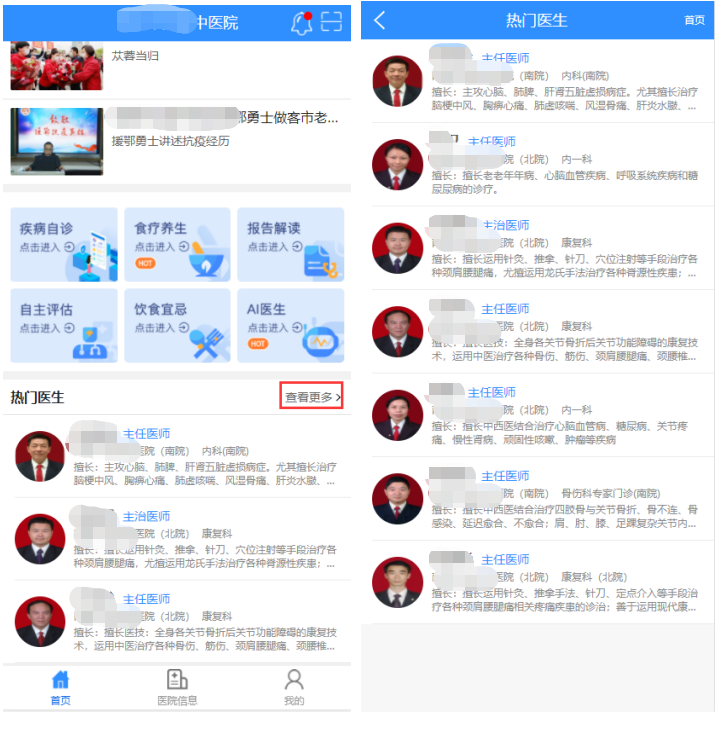 中医院
苁蓉当归
鄂勇士做客市老...
援鄂勇士讲述抗疫经历
疾病自诊
点击进入
食疗养生
点击进入
HOT
报告解读
点击进入
自主评估
点击进入
饮食宜忌
点击进入
AI医生
点击进入
HOT
热门医生
查看更多
主任医师
医院（南院） 内科(南院)
擅长：主攻心脑、肺脾、肝肾五脏虚损病症。尤其擅长治疗
脑梗中风、胸痹心痛、肺虚咳喘、风湿骨痛、肝炎水臌、...
主治医师
医院（北院） 康复科
擅长：擅长运用针灸、推拿、针刀、穴位注射等手段治疗各
种颈肩腰腿痛，尤擅运用龙氏手法治疗各种脊源性疾患；...
主任医师
院（北院） 康复科
擅长：擅长医技：全身各关节骨折后关节功能障碍的康复技
术，运用中医治疗各种骨伤、筋伤、颈肩腰腿痛、颈腰椎...
首页
医院信息
我的
热门医生
首页
主任医师
（南院） 内科(南院)
擅长：主攻心脑、肺脾、肝肾五脏虚损病症。尤其擅长治疗
脑梗中风、胸痹心痛、肺虚咳喘、风湿骨痛、肝炎水臌、...
主任医师
院（北院） 内一科
擅长：擅长老年年病、心脑血管疾病、呼吸系统疾病和糖
尿尿病的诊疗。
主治医师
院（北院） 康复科
擅长：擅长运用针灸、推拿、针刀、穴位注射等手段治疗各
种颈肩腰腿痛，尤擅运用龙氏手法治疗各种脊源性疾患；...
主任医师
院（北院） 康复科
擅长：擅长医技：全身各关节骨折后关节功能障碍的康复技
术，运用中医治疗各种骨伤、筋伤、颈肩腰腿痛、颈腰椎...
主任医师
院（北院） 内一科
擅长：擅长中西医结合治疗心脑血管病、糖尿病、关节疼
痛、慢性胃病、顽固性咳嗽、肿瘤等疾病
主任医师
院（南院） 骨伤科专家门诊(南院)
擅长：擅长中西医结合治疗四肢骨与关节骨折、骨不连、骨
感染、延迟愈合、不愈合；肩、肘、膝、足踝复杂关节内...
主任医师
医院（北院） 康复科（北院）
擅长：擅长运用针灸、推拿手法、针刀、定点介入等手段治
疗各种颈肩腰腿痛相关疼痛疾患的诊治；善于运用现代康...